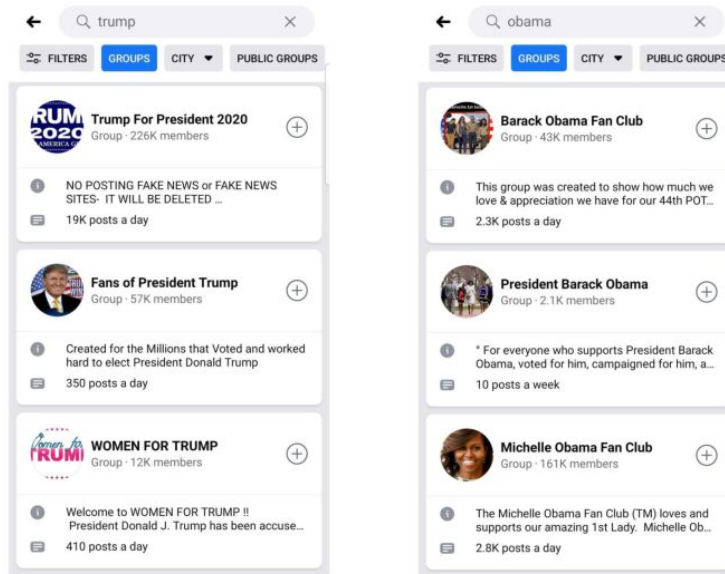 trump
FILTERS
GROUPS
CITY
PUBLIC GROUPS
RUM
2020
AMERICA G
Trump For President 2020
Group · 226K members
NO POSTING FAKE NEWS or FAKE NEWS
SITES- IT WILL BE DELETED ...
19K posts a day
Fans of President Trump
Group · 57K members
Created for the Millions that Voted and worked
hard to elect President Donald Trump
350 posts a day
Women for
TRUM
WOMEN FOR TRUMP
Group · 12K members
Welcome to WOMEN FOR TRUMP !!
President Donald J. Trump has been accuse...
410 posts a day
obama
FILTERS
GROUPS
CITY
PUBLIC GROUPS
Barack Obama Fan Club
Group · 43K members
This group was created to show how much we
love & appreciation we have for our 44th POT...
2.3K posts a day
President Barack Obama
Group · 2.1K members
° For everyone who supports President Barack
Obama, voted for him, campaigned for him, a...
10 posts a week
Michelle Obama Fan Club
Group · 161K members
The Michelle Obama Fan Club (TM) loves and
supports our amazing 1st Lady. Michelle Ob...
2.8K posts a day